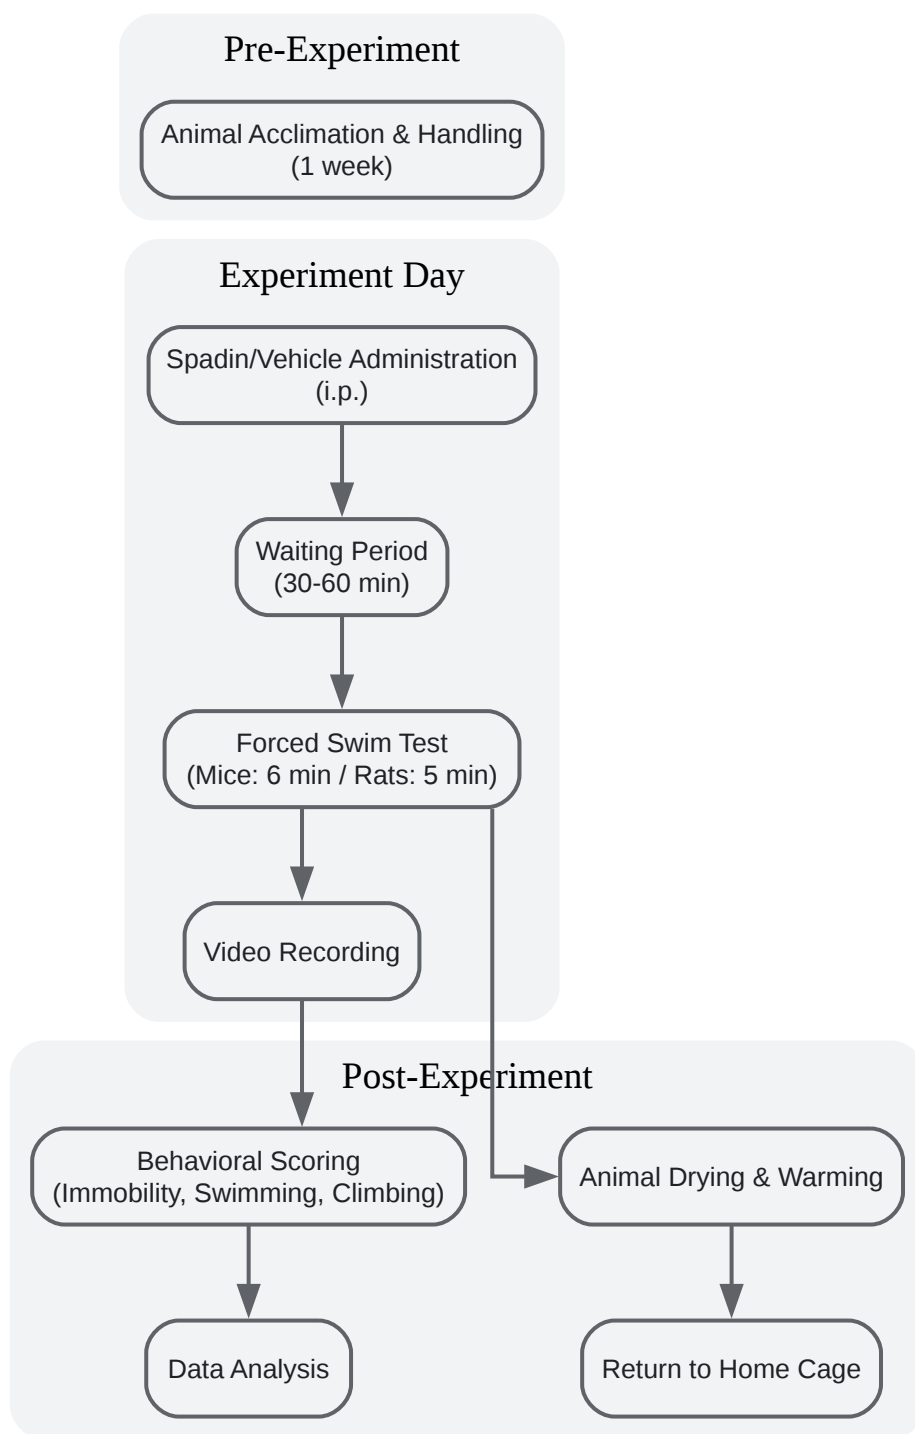 Pre-Experiment
Animal Acclimation & Handling
(1 week)
Experiment Day
Spadin/Vehicle Administration
(i.p.)
Waiting Period
(30-60 min)
Forced Swim Test
(Mice: 6 min / Rats: 5 min)
Video Recording
Post-Experiment
Behavioral Scoring
(Immobility, Swimming, Climbing)
Animal Drying & Warming
Data Analysis
Return to Home Cage